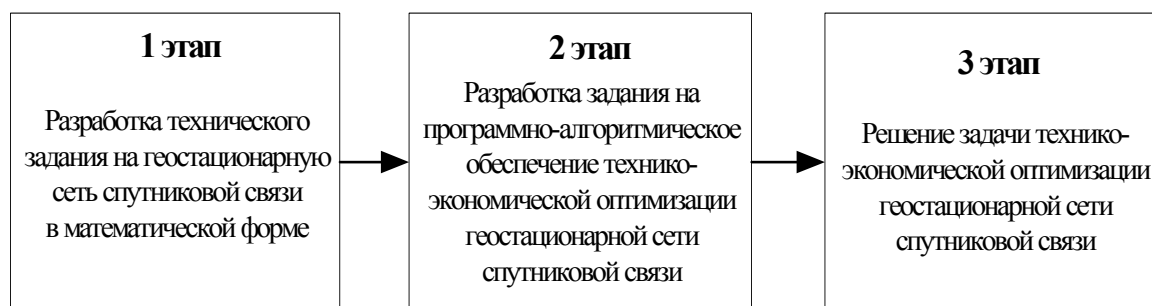 1 этап
Разработка технического
задания на геостационарную
сеть спутниковой связи
в математической форме
2 этап
Разработка задания на
программно-алгоритмическое
обеспечение технико-
экономической оптимизации
геостационарной сети
спутниковой связи
3 этап
Решение задачи технико-
экономической оптимизации
геостационарной сети
спутниковой связи